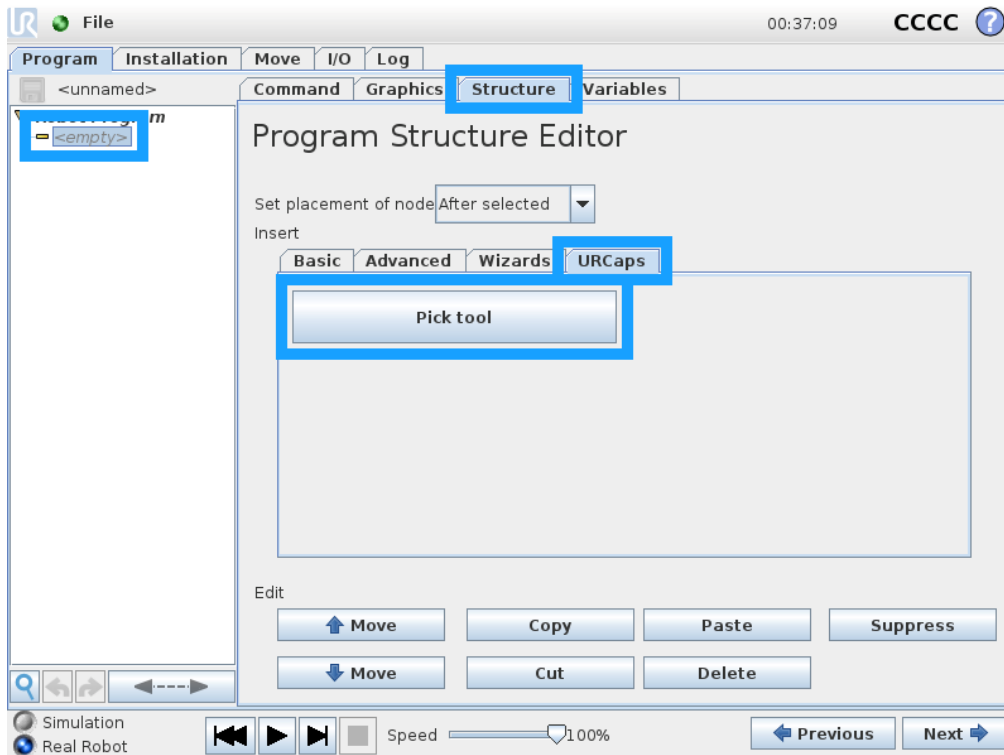 UR File 00:37:09 CCCC ?
Program Installation Move I/O Log
<unnamed> Command Graphics Structure Variables
<empty>
Program Structure Editor
Set placement of node After selected
Insert
Basic Advanced Wizards URCaps
Pick tool
Edit
Move Copy Paste Suppress
Move Cut Delete
Simulation
Real Robot
Speed 100% Previous Next